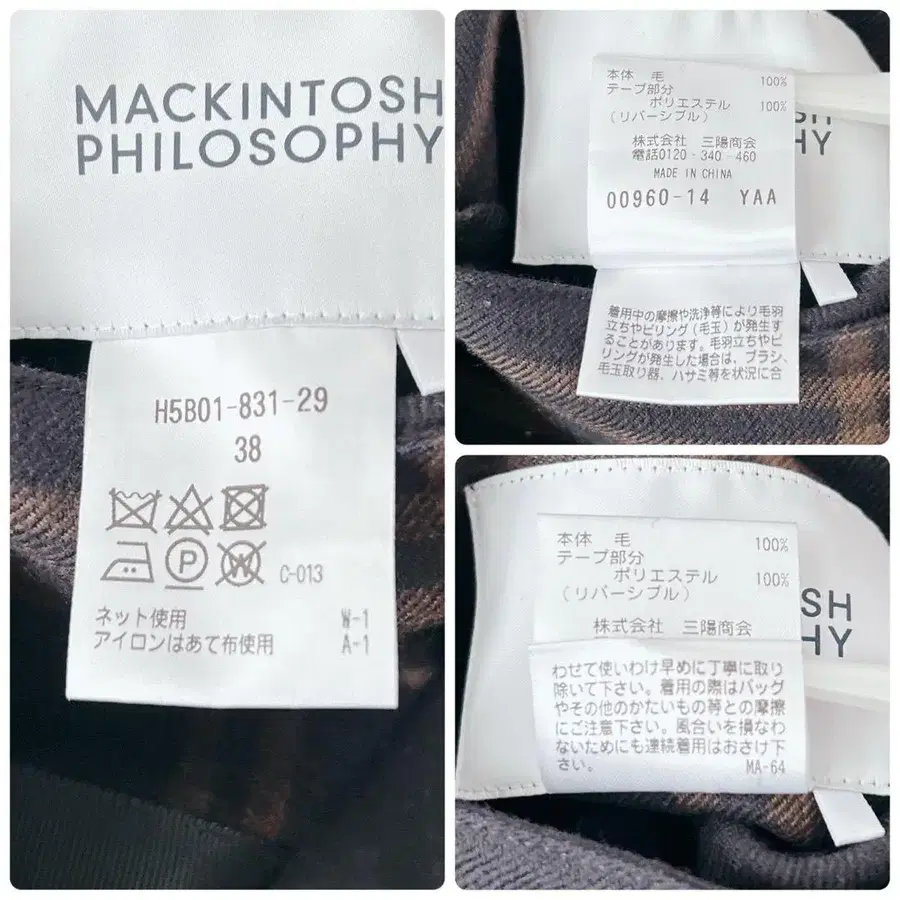 MACKINTOSH
PHILOSOPHY
H5B01-831-29
38
P
W
C-013
ネット使用 W-1
アイロンはあて布使用 A-1
本体 毛 100%
テープ部分
ポリエステル 100%
（リバーシブル）
株式会社 三陽商会
電話0120-340-460
MADE IN CHINA
00960-14 YAA
SH
PHY
着用中の摩擦や洗浄等により毛羽
立ちやピリング（毛玉）が発生す
ることがあります。毛羽立ちやピ
リングが発生した場合は、ブラシ、
毛玉取り器、ハサミ等を状況に合
本体 毛 100%
テープ部分
ポリエステル 100%
（リバーシブル）
株式会社 三陽商会
SH
PHY
わせて使いわけ早めに丁寧に取り
除いて下さい。着用の際はバッグ
やその他のかたいもの等との摩擦
にご注意下さい。風合いを損なわ
ないためにも連続着用はおさけ下
さい。 MA-64